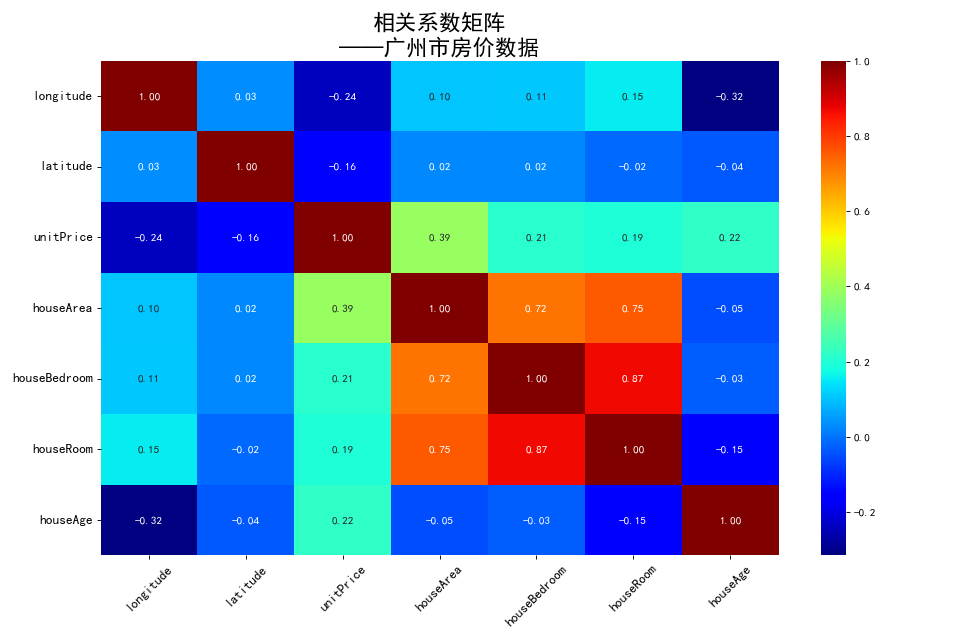 相关系数矩阵
——广州市房价数据
longitude 1.00 0.03 -0.24 0.10 0.11 0.15 -0.32
latitude 0.03 1.00 -0.16 0.02 0.02 -0.02 -0.04
unitPrice -0.24 -0.16 1.00 0.39 0.21 0.19 0.22
houseArea 0.10 0.02 0.39 1.00 0.72 0.75 -0.05
houseBedroom 0.11 0.02 0.21 0.72 1.00 0.87 -0.03
houseRoom 0.15 -0.02 0.19 0.75 0.87 1.00 -0.15
houseAge -0.32 -0.04 0.22 -0.05 -0.03 -0.15 1.00
longitude latitude unitPrice houseArea houseBedroom houseRoom houseAge
1.0
0.8
0.6
0.4
0.2
0.0
-0.2